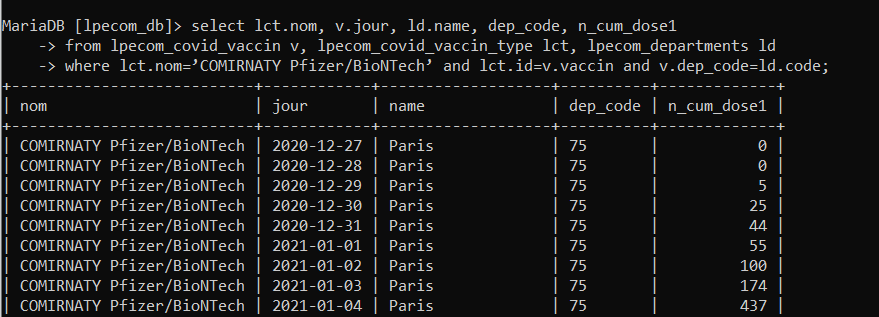 MariaDB [lpecom_db]> select lct.nom, v.jour, ld.name, dep_code, n_cum_dose1
-> from lpecom_covid_vaccin v, lpecom_covid_vaccin_type lct, lpecom_departments ld
-> where lct.nom=’COMIRNATY Pfizer/BioNTech’ and lct.id=v.vaccin and v.dep_code=ld.code;
+---------------------------+------------+-------------------+----------+-------------+
| nom | jour | name | dep_code | n_cum_dose1 |
+---------------------------+------------+-------------------+----------+-------------+
| COMIRNATY Pfizer/BioNTech | 2020-12-27 | Paris | 75 | 0 |
| COMIRNATY Pfizer/BioNTech | 2020-12-28 | Paris | 75 | 0 |
| COMIRNATY Pfizer/BioNTech | 2020-12-29 | Paris | 75 | 5 |
| COMIRNATY Pfizer/BioNTech | 2020-12-30 | Paris | 75 | 25 |
| COMIRNATY Pfizer/BioNTech | 2020-12-31 | Paris | 75 | 44 |
| COMIRNATY Pfizer/BioNTech | 2021-01-01 | Paris | 75 | 55 |
| COMIRNATY Pfizer/BioNTech | 2021-01-02 | Paris | 75 | 100 |
| COMIRNATY Pfizer/BioNTech | 2021-01-03 | Paris | 75 | 174 |
| COMIRNATY Pfizer/BioNTech | 2021-01-04 | Paris | 75 | 437 |